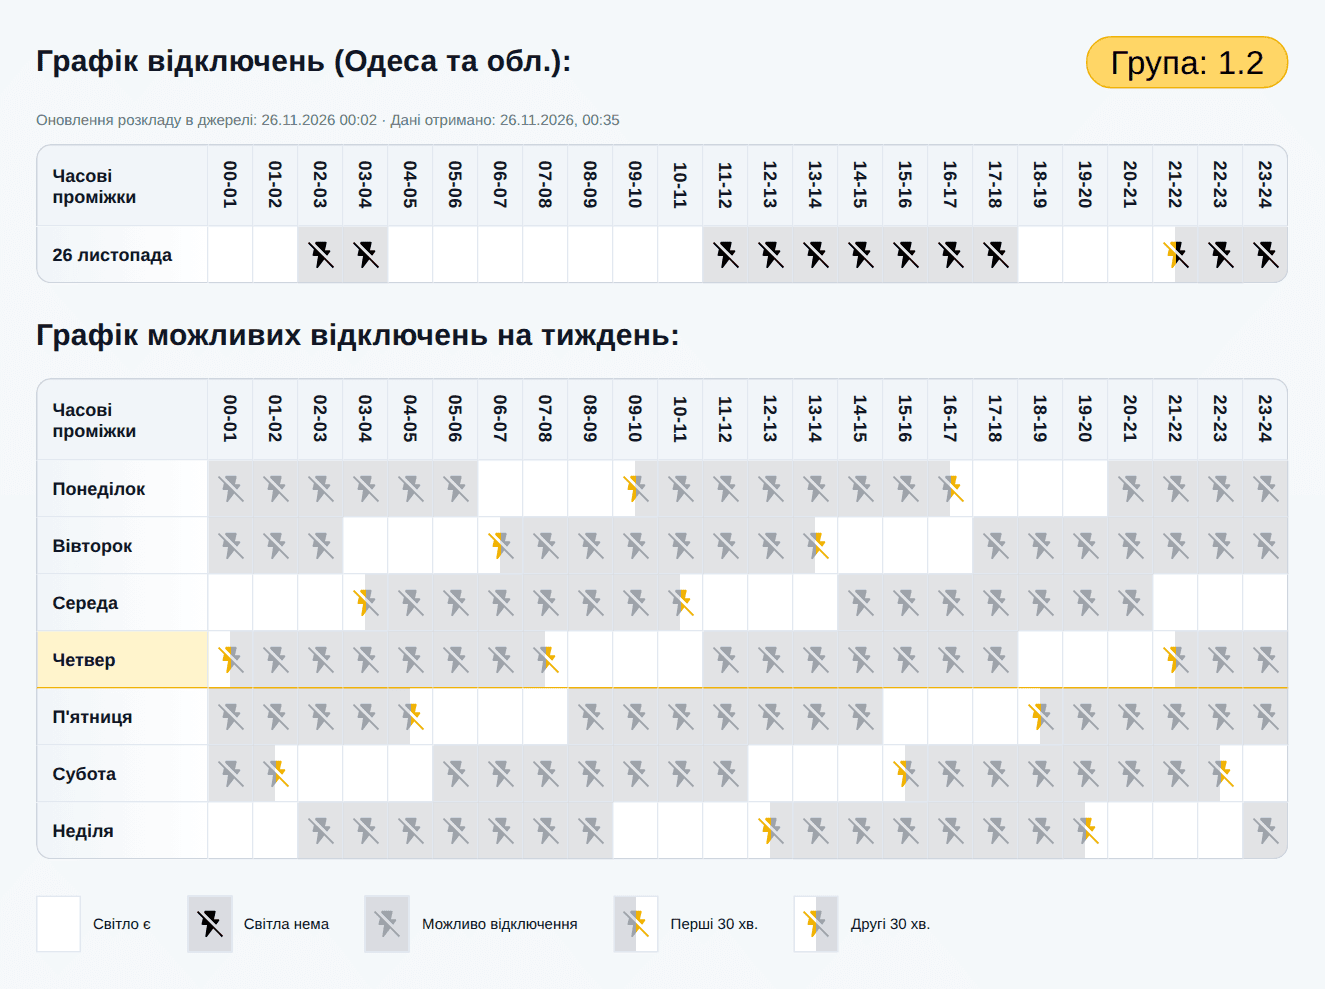 Графік відключень (Одеса та обл.):
Група: 1.2
Оновлення розкладу в джерелі: 26.11.2026 00:02 · Дані отримано: 26.11.2026, 00:35
Часові проміжки 00-01 01-02 02-03 03-04 04-05 05-06 06-07 07-08 08-09 09-10 10-11 11-12 12-13 13-14 14-15 15-16 16-17 17-18 18-19 19-20 20-21 21-22 22-23 23-24
26 листопада
Графік можливих відключень на тиждень:
Часові проміжки 00-01 01-02 02-03 03-04 04-05 05-06 06-07 07-08 08-09 09-10 10-11 11-12 12-13 13-14 14-15 15-16 16-17 17-18 18-19 19-20 20-21 21-22 22-23 23-24
Понеділок
Вівторок
Середа
Четвер
П'ятниця
Субота
Неділя
Світло є Світла нема Можливо відключення Перші 30 хв. Другі 30 хв.